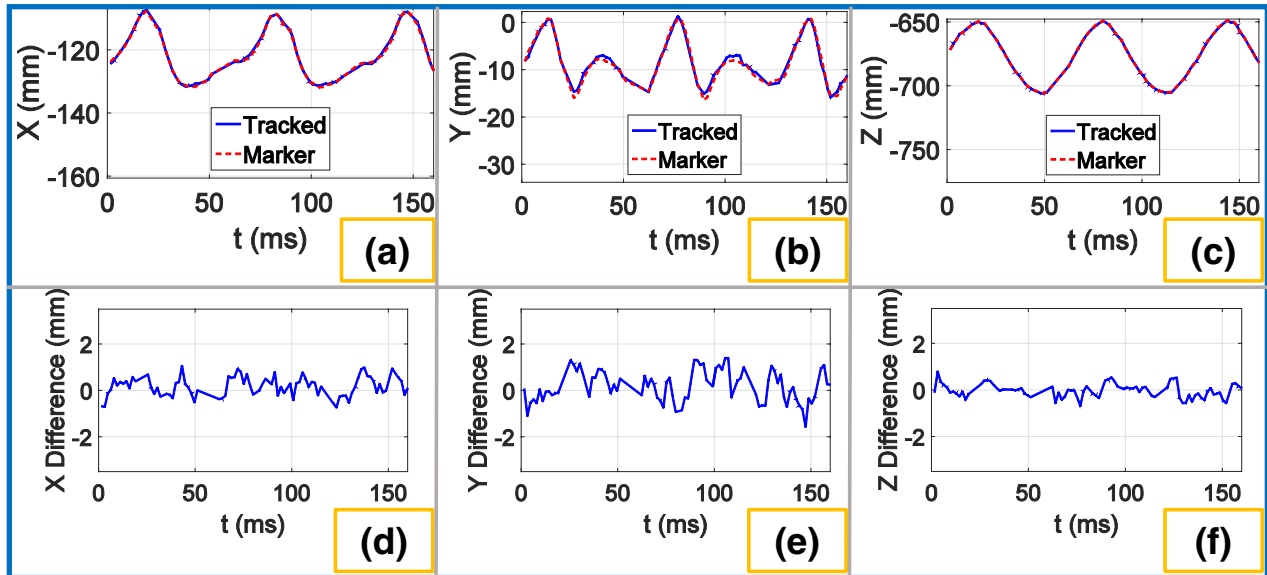 X (mm)
-120
-140
-160
0
50
100
150
t (ms)
Tracked
Marker
(a)
Y (mm)
0
-10
-20
-30
0
50
100
150
t (ms)
Tracked
Marker
(b)
Z (mm)
-650
-700
-750
0
50
100
150
t (ms)
Tracked
Marker
(c)
X Difference (mm)
2
0
-2
0
50
100
150
t (ms)
(d)
Y Difference (mm)
2
0
-2
0
50
100
150
t (ms)
(e)
Z Difference (mm)
2
0
-2
0
50
100
150
t (ms)
(f)